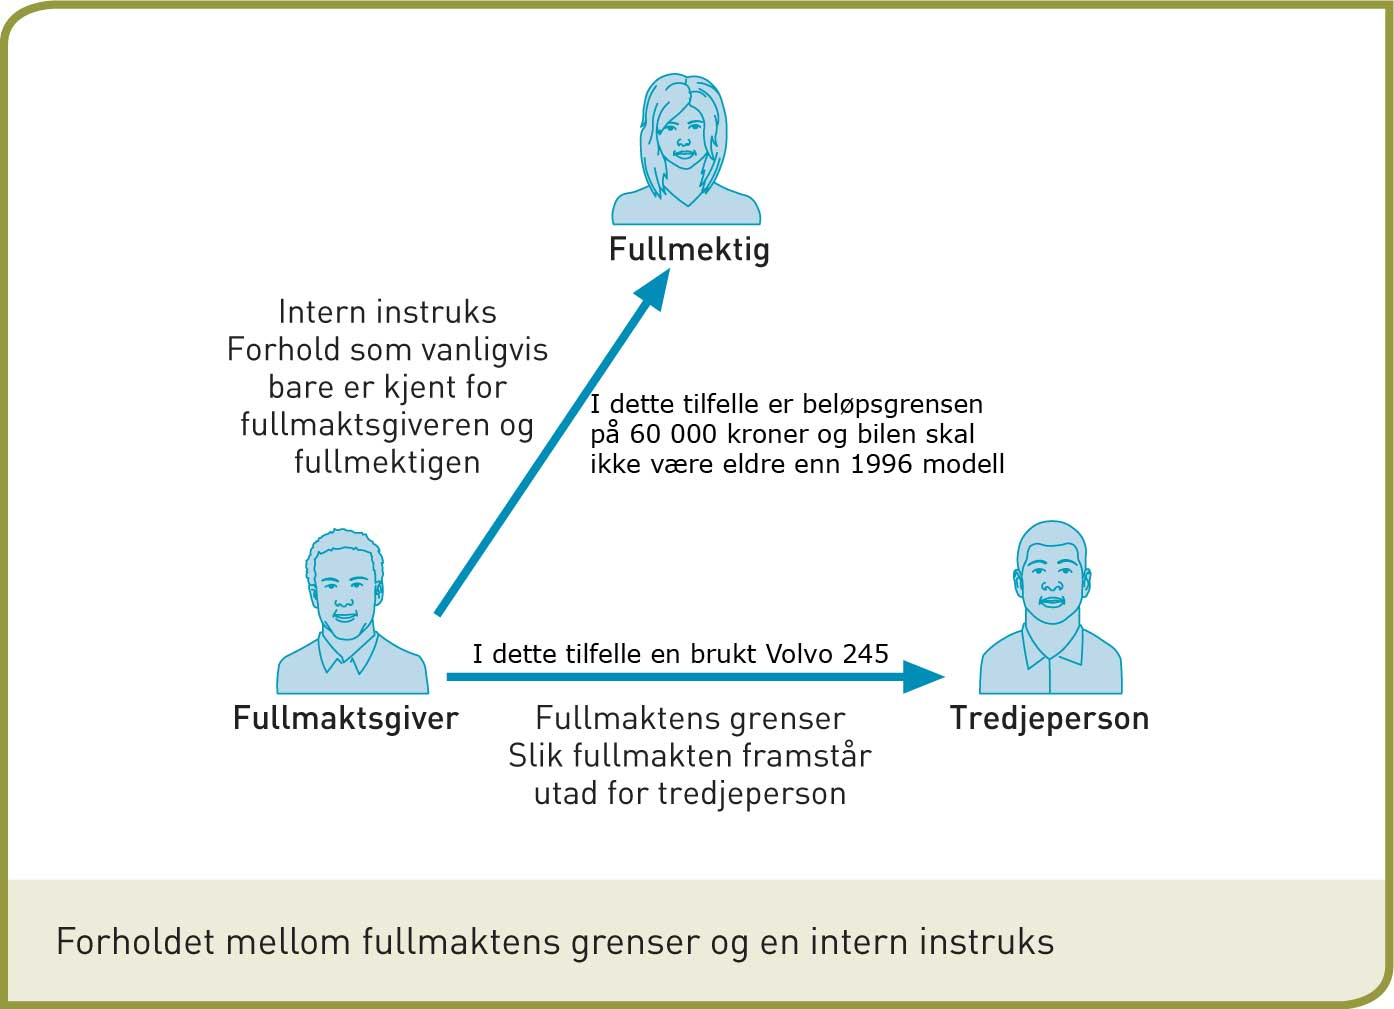 Fullmektig
Intern instruks
Forhold som vanligvis
bare er kjent for
fullmaktsgiveren og
fullmektigen
I dette tilfelle er beløpsgrensen
på 60 000 kroner og bilen skal
ikke være eldre enn 1996 modell
I dette tilfelle en brukt Volvo 245
Fullmaktsgiver
Fullmaktens grenser
Slik fullmakten framstår
utad for tredjeperson
Tredjeperson
Forholdet mellom fullmaktens grenser og en intern instruks